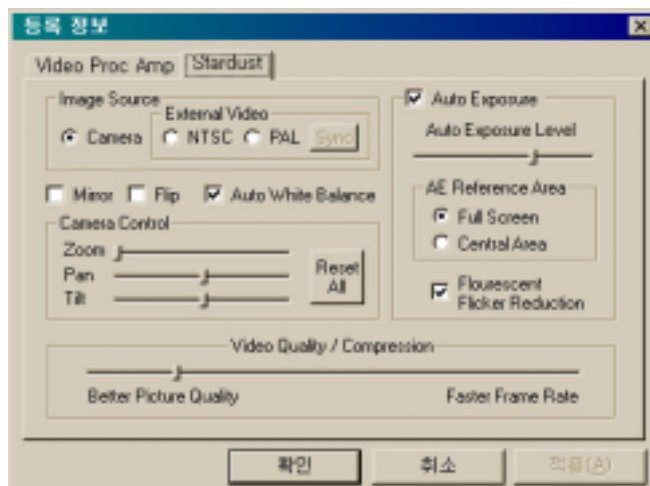 등록 정보
Video Proc Amp
Stardust
Image Source
External Video
Camera
NTSC
PAL
Sync
Mirror
Flip
Auto White Balance
Camera Control
Zoom
Pan
Tilt
Reset All
Auto Exposure
Auto Exposure Level
AE Reference Area
Full Screen
Central Area
Flourescent
Flicker Reduction
Video Quality / Compression
Better Picture Quality
Faster Frame Rate
확인
취소
적용(A)